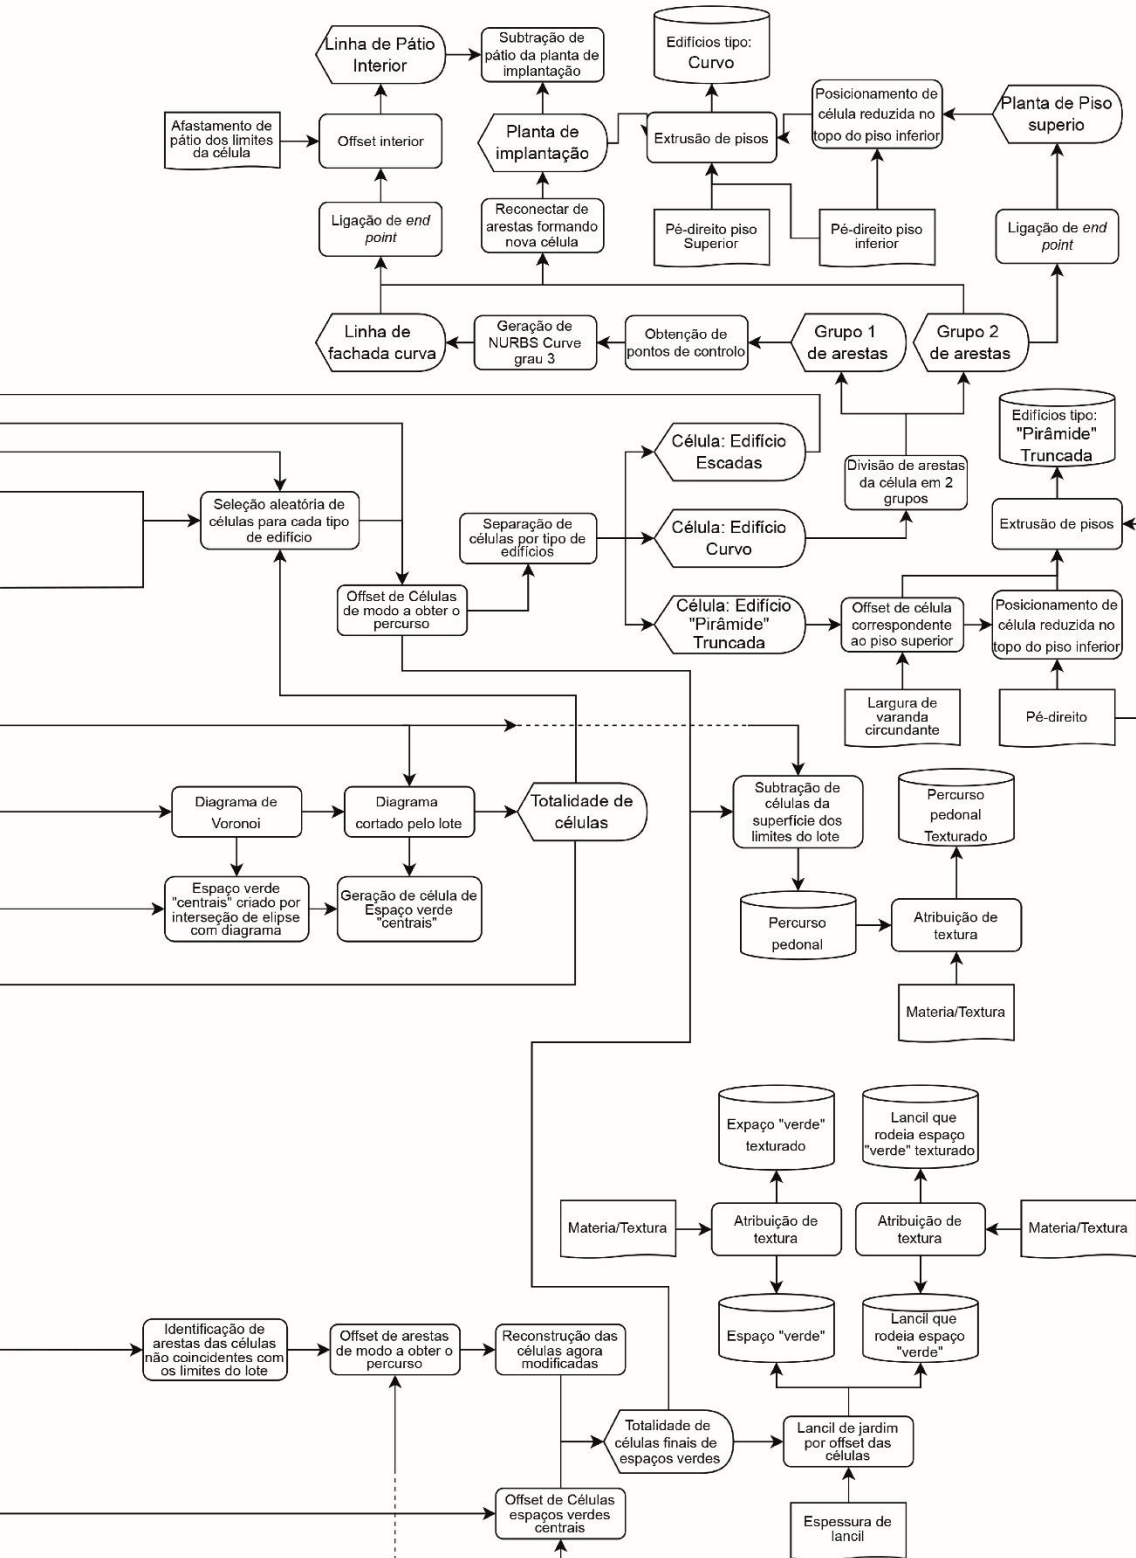 Linha de Pátio
Interior
Subtração de
pátio da planta de
implantação
Edifícios tipo:
Curvo
Afastamento de
pátio dos limites
da célula
Offset interior
Planta de
implantação
Extrusão de pisos
Posicionamento de
célula reduzida no
topo do piso inferior
Planta de Piso
superio
Ligação de end
point
Reconectar de
arestas formando
nova célula
Pé-direito piso
Superior
Pé-direito piso
inferior
Ligação de end
point
Linha de
fachada curva
Geração de
NURBS Curve
grau 3
Obtenção de
pontos de controlo
Grupo 1
de arestas
Grupo 2
de arestas
Edifícios tipo:
"Pirâmide"
Truncada
Célula: Edifício
Escadas
Divisão de arestas
da célula em 2
grupos
Seleção aleatória de
células para cada tipo
de edifício
Separação de
células por tipo de
edifícios
Célula: Edifício
Curvo
Extrusão de pisos
Offset de Células
de modo a obter o
percurso
Célula: Edifício
"Pirâmide"
Truncada
Offset de célula
correspondente
ao piso superior
Posicionamento de
célula reduzida no
topo do piso inferior
Largura de
varanda
circundante
Pé-direito
Diagrama de
Voronoi
Diagrama
cortado pelo lote
Totalidade de
células
Subtração de
células da
superfície dos
limites do lote
Percurso
pedonal
Texturado
Espaço verde
"centrais" criado por
interseção de elipse
com diagrama
Geração de célula de
Espaço verde
"centrais"
Percurso
pedonal
Atribuição de
textura
Materia/Textura
Expaço "verde"
texturado
Lancil que
rodeia espaço
"verde" texturado
Materia/Textura
Atribuição de
textura
Atribuição de
textura
Materia/Textura
Espaço "verde"
Lancil que
rodeia espaço
"verde"
Identificação de
arestas das células
não coincidentes com
os limites do lote
Offset de arestas
de modo a obter o
percurso
Reconstrução das
células agora
modificadas
Totalidade de
células finais de
espaços verdes
Lancil de jardim
por offset das
células
Offset de Células
espaços verdes
centrais
Espessura de
lancil